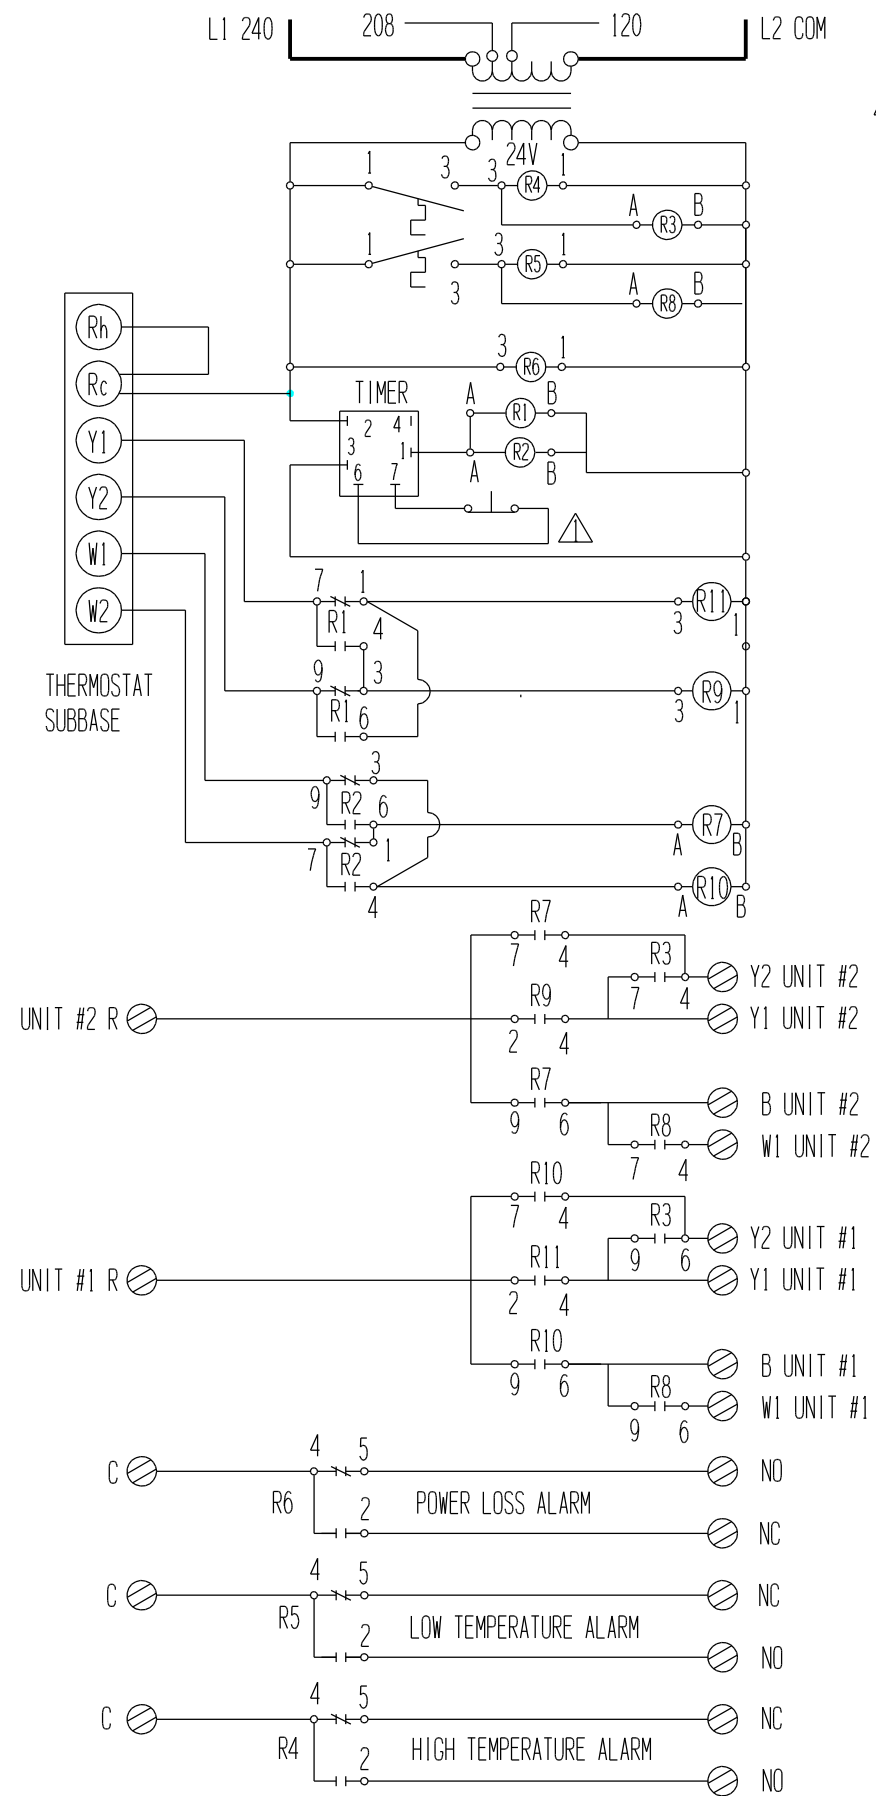 L1 240 208 120 L2 COM
24V
1 3 3 R4 1
A R3 B
1 3 R5 1
3 A R8 B
3 R6 1
Rh
Rc
Y1
Y2
W1
W2
THERMOSTAT
SUBBASE
TIMER
2 4
3 1
6 7
A R1 B
A R2 B
1
7 1
R1 4
3 R11 1
9 3
R1 6
3 R9 1
3
9 R2 6
A R7 B
7 R2 1
4
A R10 B
R7
7 4
R3
7 4
Y2 UNIT #2
UNIT #2 R
R9
2 4
Y1 UNIT #2
R7
9 6
B UNIT #2
R8
7 4
W1 UNIT #2
R10
7 4
R3
9 6
Y2 UNIT #1
UNIT #1 R
R11
2 4
Y1 UNIT #1
R10
9 6
B UNIT #1
R8
9 6
W1 UNIT #1
C 4 5 NO
R6 POWER LOSS ALARM
2 NC
C 4 5 NC
R5 LOW TEMPERATURE ALARM
2 NO
C 4 5 NC
R4 HIGH TEMPERATURE ALARM
2 NO